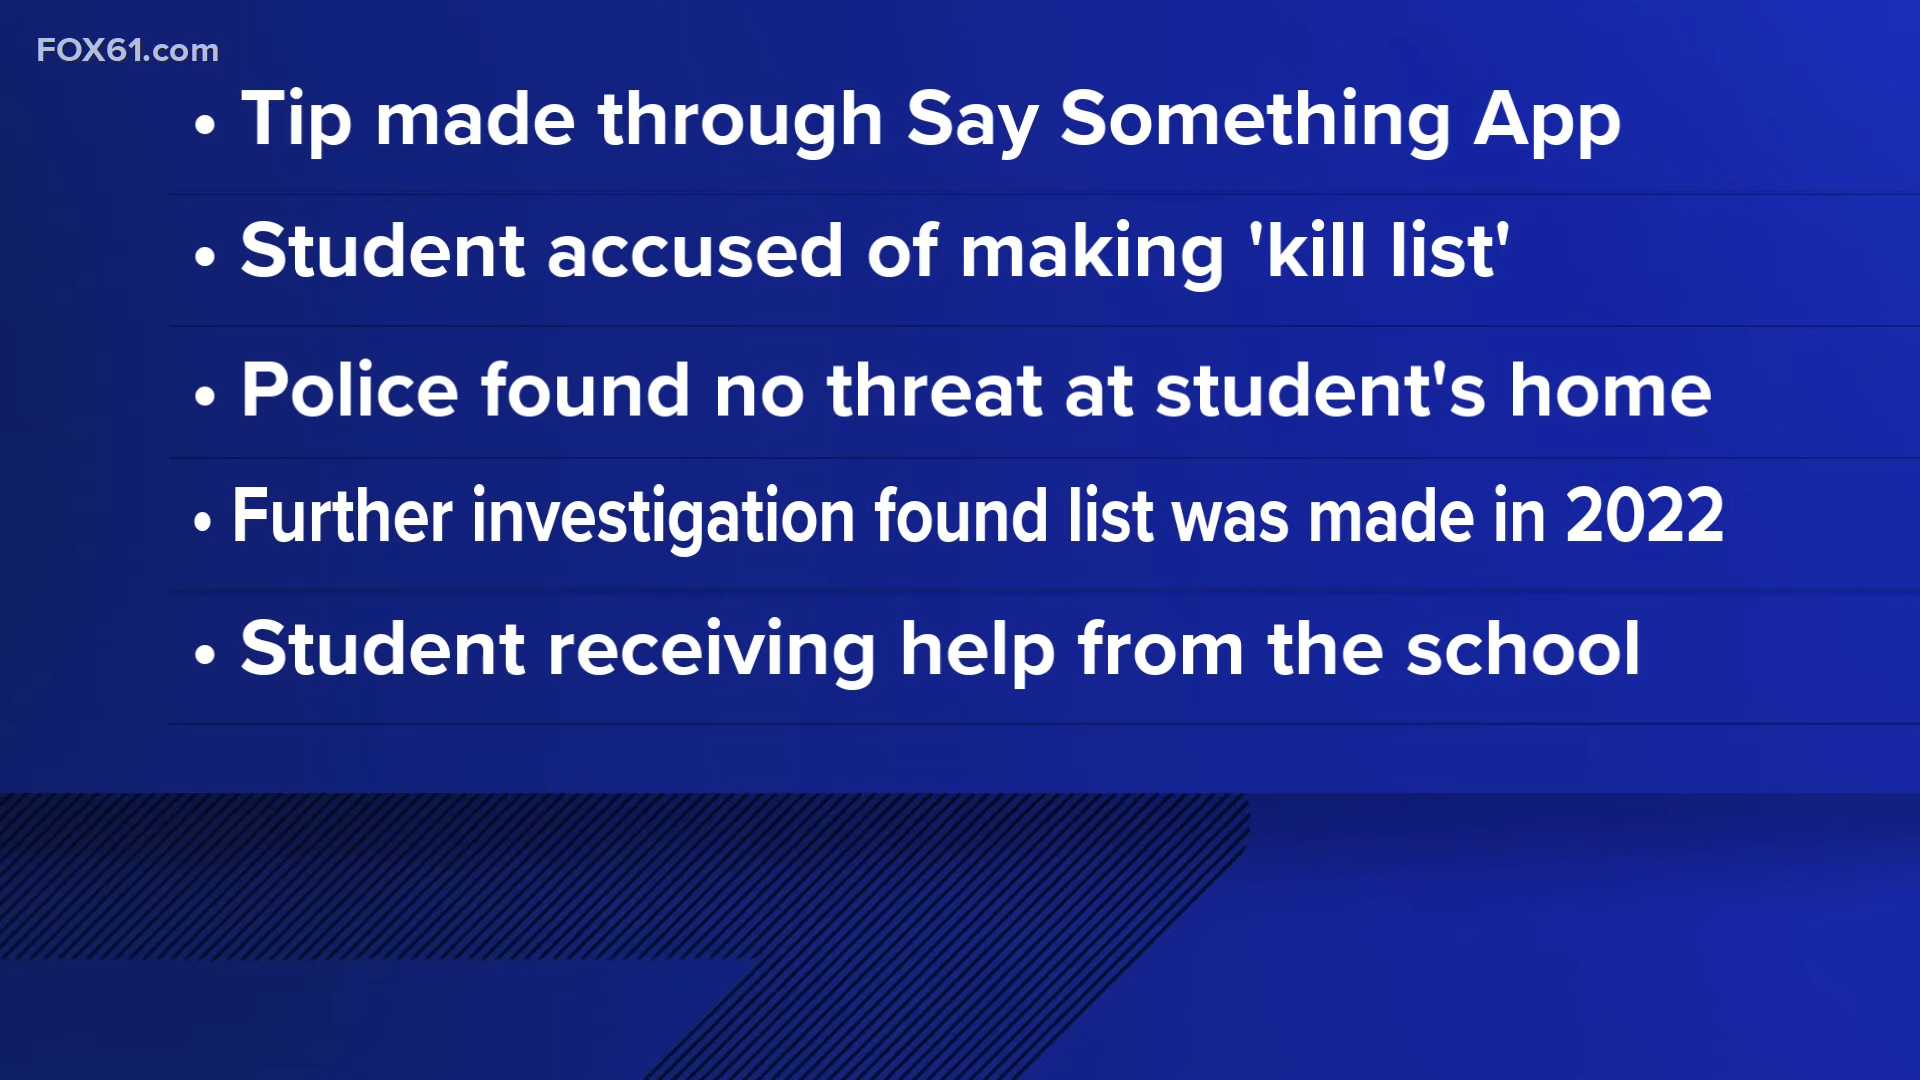 FOX61.com
• Tip made through Say Something App
• Student accused of making 'kill list'
• Police found no threat at student's home
• Further investigation found list was made in 2022
• Student receiving help from the school